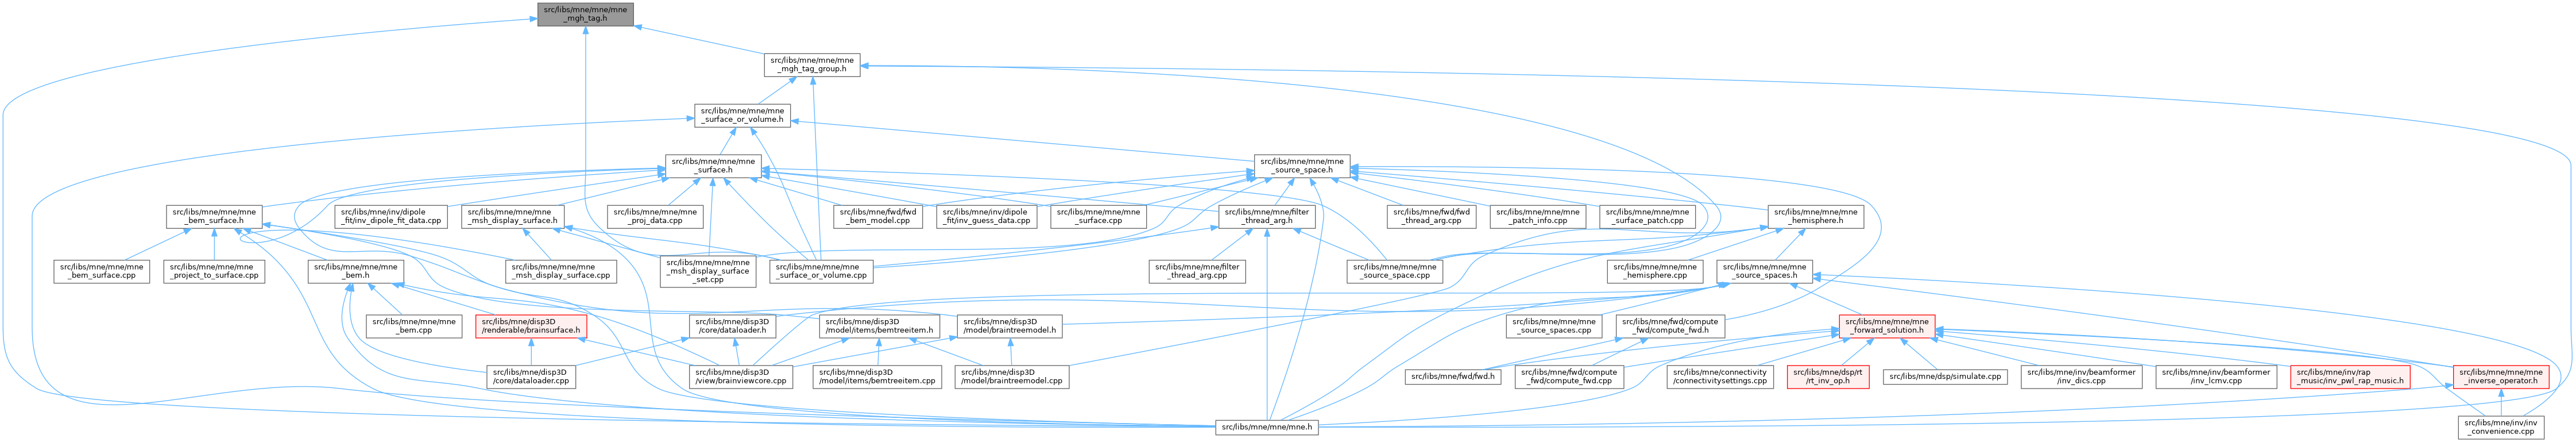 src/libs/mne/mne/mne
_mgh_tag.h
src/libs/mne/mne/mne
_mgh_tag_group.h
src/libs/mne/mne/mne
_surface_or_volume.h
src/libs/mne/mne/mne
_surface.h
src/libs/mne/mne/mne
_source_space.h
src/libs/mne/mne/mne
_bem_surface.h
src/libs/mne/inv/dipole
_fit/inv_dipole_fit_data.cpp
src/libs/mne/mne/mne
_msh_display_surface.h
src/libs/mne/mne/mne
_proj_data.cpp
src/libs/mne/fwd/fwd
_bem_model.cpp
src/libs/mne/inv/dipole
_fit/inv_guess_data.cpp
src/libs/mne/mne/mne
_surface.cpp
src/libs/mne/mne/filter
_thread_arg.h
src/libs/mne/fwd/fwd
_thread_arg.cpp
src/libs/mne/mne/mne
_patch_info.cpp
src/libs/mne/mne/mne
_surface_patch.cpp
src/libs/mne/mne/mne
_hemisphere.h
src/libs/mne/mne/mne
_bem_surface.cpp
src/libs/mne/mne/mne
_project_to_surface.cpp
src/libs/mne/mne/mne
_bem.h
src/libs/mne/mne/mne
_msh_display_surface.cpp
src/libs/mne/mne/mne
_msh_display_surface
_set.cpp
src/libs/mne/mne/mne
_surface_or_volume.cpp
src/libs/mne/mne/filter
_thread_arg.cpp
src/libs/mne/mne/mne
_source_space.cpp
src/libs/mne/mne/mne
_hemisphere.cpp
src/libs/mne/mne/mne
_source_spaces.h
src/libs/mne/mne/mne
_bem.cpp
src/libs/mne/disp3D
/renderable/brainsurface.h
src/libs/mne/disp3D
/core/dataloader.h
src/libs/mne/disp3D
/model/items/bemtreeitem.h
src/libs/mne/disp3D
/model/braintreemodel.h
src/libs/mne/mne/mne
_source_spaces.cpp
src/libs/mne/fwd/compute
_fwd/compute_fwd.h
src/libs/mne/mne/mne
_forward_solution.h
src/libs/mne/disp3D
/core/dataloader.cpp
src/libs/mne/disp3D
/view/brainviewcore.cpp
src/libs/mne/disp3D
/model/items/bemtreeitem.cpp
src/libs/mne/disp3D
/model/braintreemodel.cpp
src/libs/mne/fwd/fwd.h
src/libs/mne/fwd/compute
_fwd/compute_fwd.cpp
src/libs/mne/connectivity
/connectivitysettings.cpp
src/libs/mne/dsp/rt
/rt_inv_op.h
src/libs/mne/dsp/simulate.cpp
src/libs/mne/inv/beamformer
/inv_dics.cpp
src/libs/mne/inv/beamformer
/inv_lcmv.cpp
src/libs/mne/inv/rap
_music/inv_pwl_rap_music.h
src/libs/mne/mne/mne
_inverse_operator.h
src/libs/mne/mne/mne.h
src/libs/mne/inv/inv
_convenience.cpp